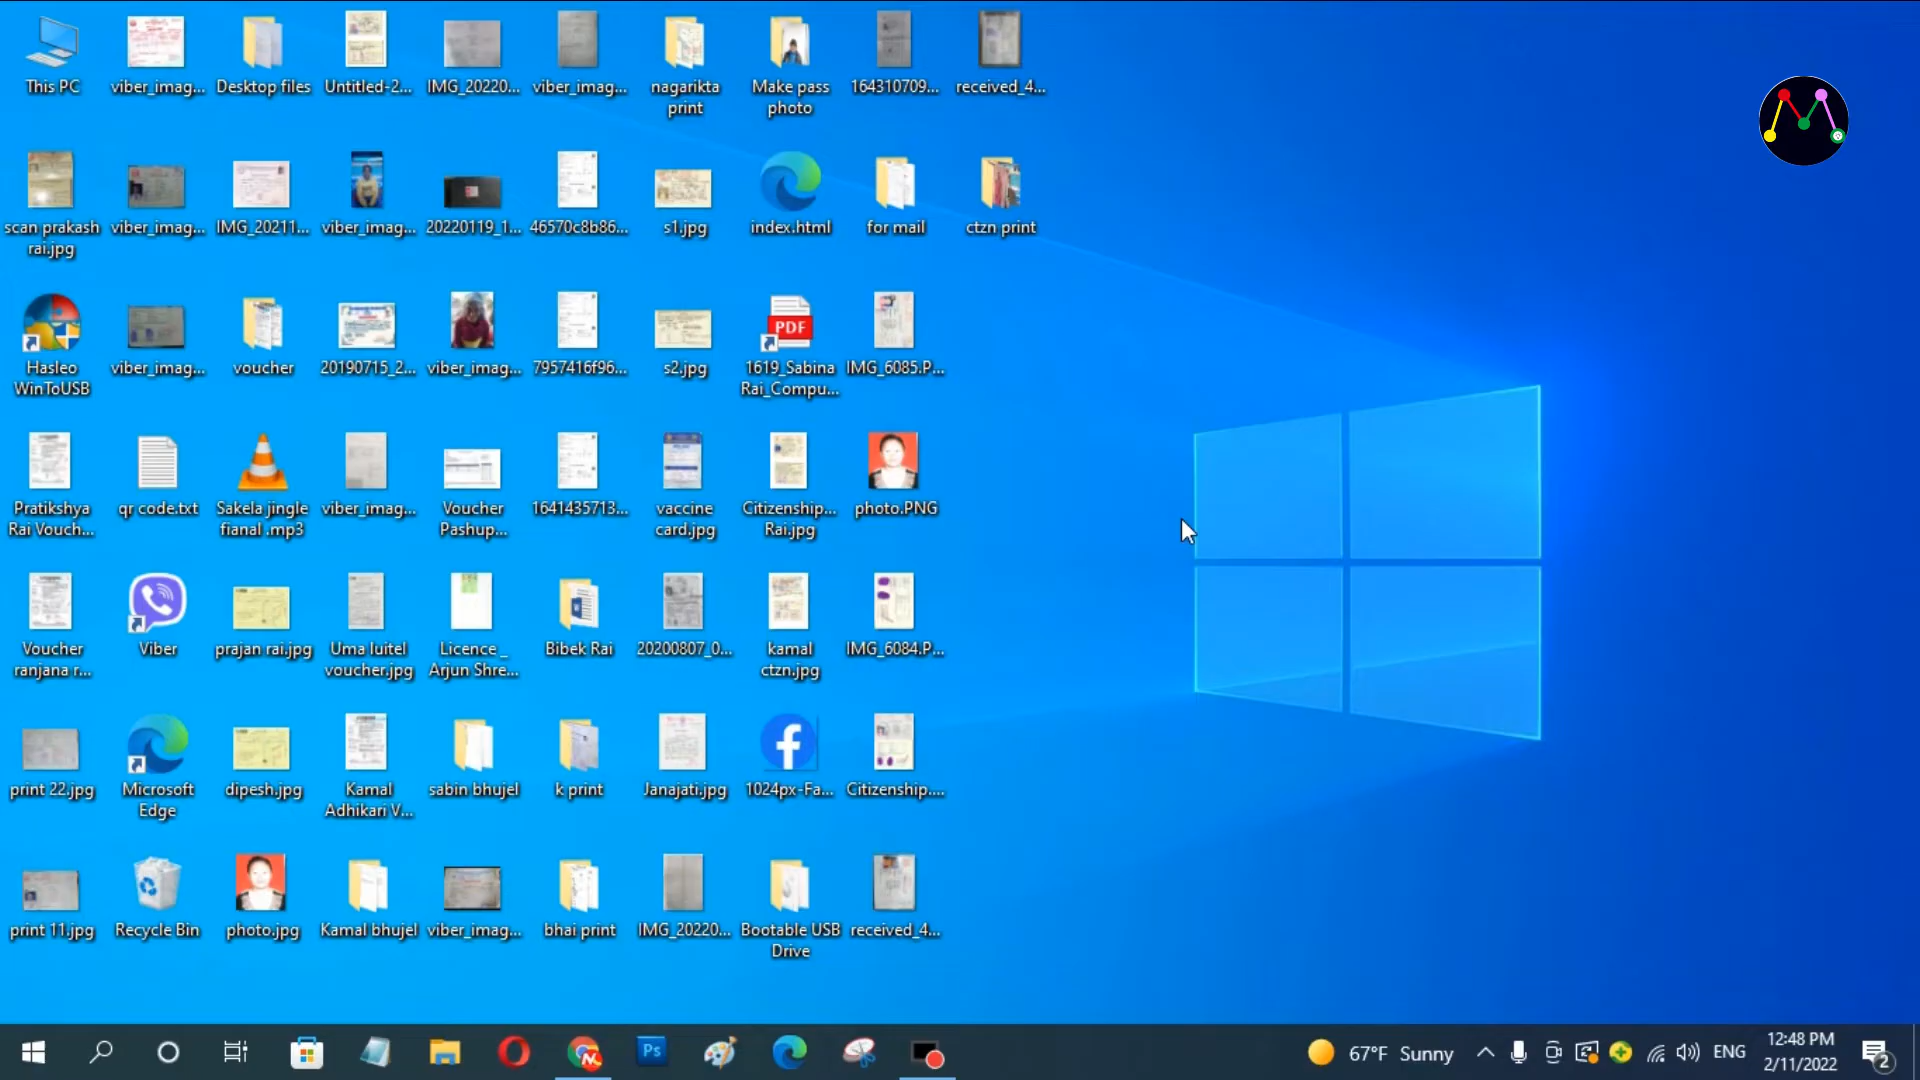 This PC
viber_imag...
Desktop files
Untitled-2...
IMG_20220...
viber_imag...
nagarikta
print
Make pass
photo
164310709...
received_4...
scan prakash
rai.jpg
viber_imag...
IMG_20211...
viber_imag...
20220119_1...
46570c8b86...
s1.jpg
index.html
for mail
ctzn print
Hasleo
WinToUSB
viber_imag...
voucher
20190715_2...
viber_imag...
7957416f96...
s2.jpg
PDF
1619_Sabina
Rai_Compu...
IMG_6085.P...
Pratikshya
Rai Vouch...
qr code.txt
Sakela jingle
fianal .mp3
viber_imag...
Voucher
Pashup...
1641435713...
vaccine
card.jpg
Citizenship...
Rai.jpg
photo.PNG
Voucher
ranjana r...
Viber
prajan rai.jpg
Uma luitel
voucher.jpg
Licence _
Arjun Shre...
Bibek Rai
20200807_0...
kamal
ctzn.jpg
IMG_6084.P...
print 22.jpg
Microsoft
Edge
dipesh.jpg
Kamal
Adhikari V...
sabin bhujel
k print
Janajati.jpg
1024px-Fa...
Citizenship....
print 11.jpg
Recycle Bin
photo.jpg
Kamal bhujel
viber_imag...
bhai print
IMG_20220...
Bootable USB
Drive
received_4...
Ps
67°F Sunny
ENG
12:48 PM
2/11/2022
2